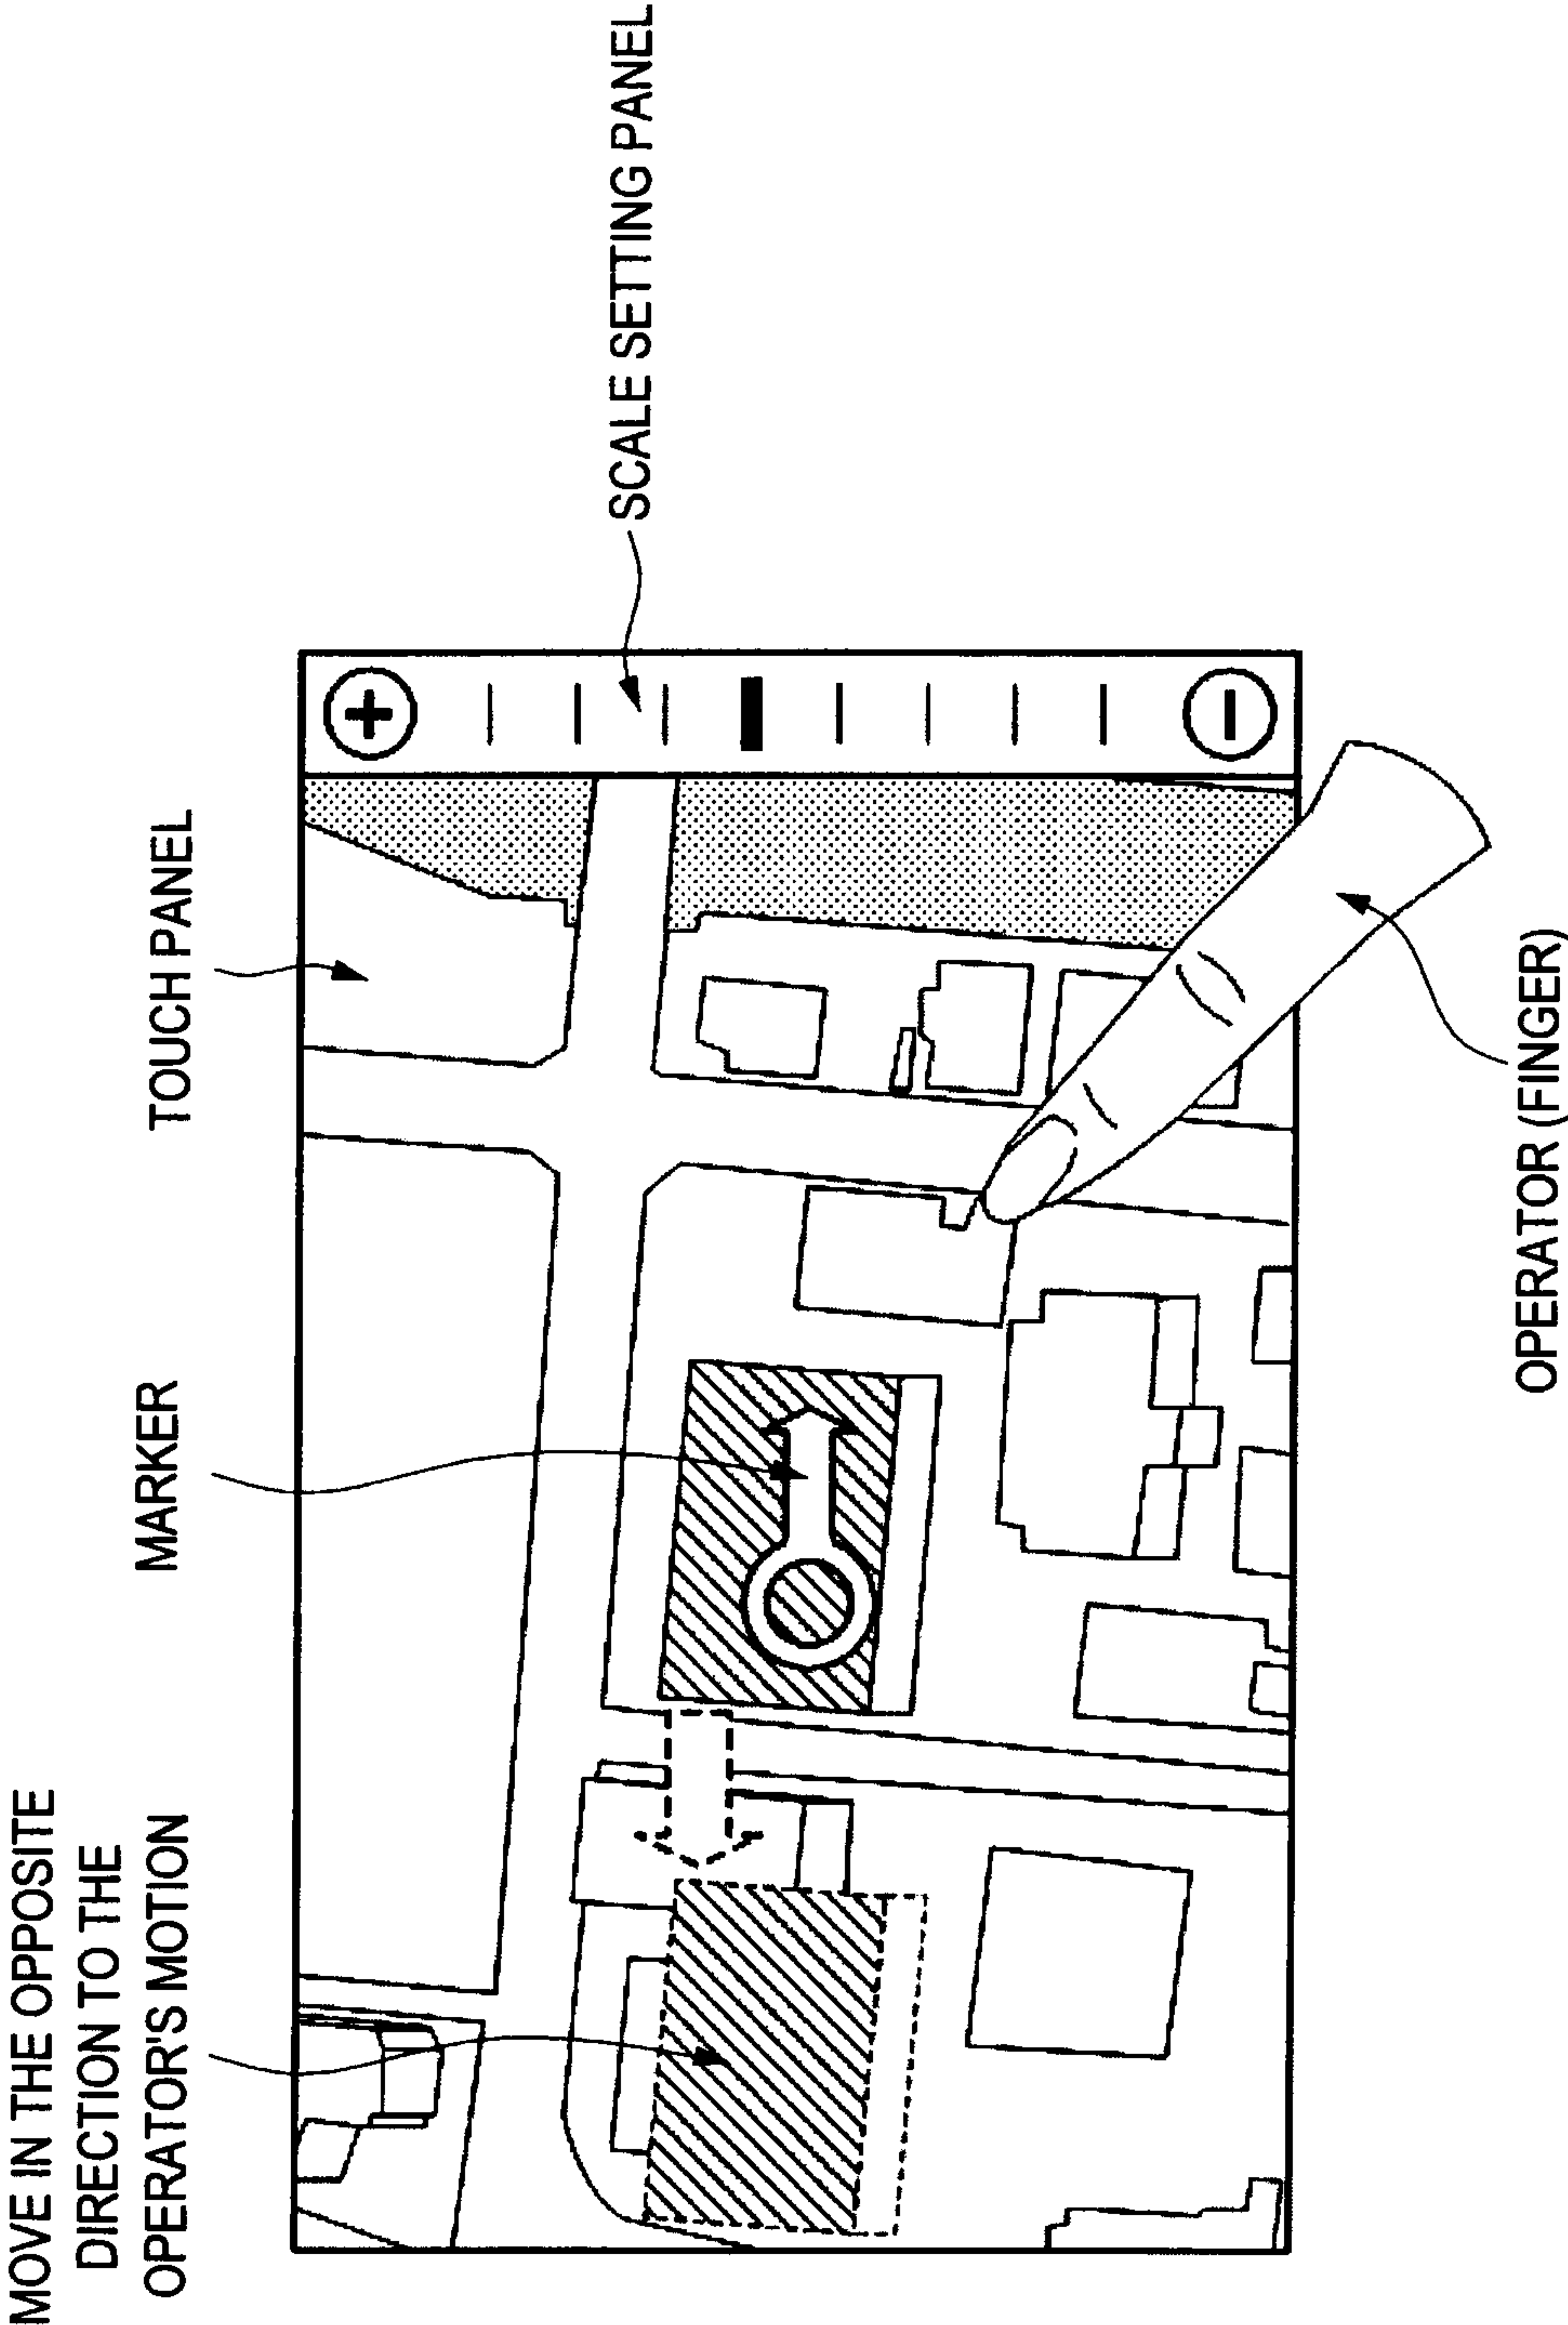 MOVE IN THE OPPOSITE
DIRECTION TO THE
OPERATOR'S MOTION
MARKER
TOUCH PANEL
SCALE SETTING PANEL
+
−
OPERATOR (FINGER)